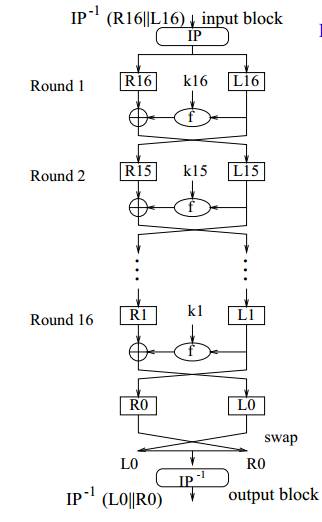 IP-1 (R16||L16) input block
IP
Round 1 R16 k16 L16
f
Round 2 R15 k15 L15
f
Round 16 R1 k1 L1
f
R0 L0
swap
L0 R0
IP-1
IP-1 (L0||R0) output block